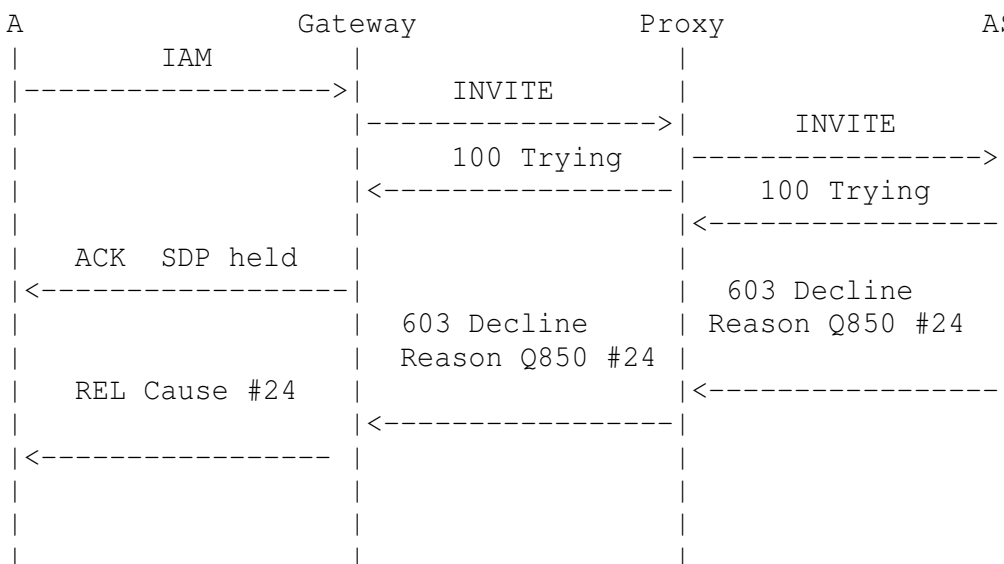 A Gateway Proxy
IAM
INVITE
INVITE
100 Trying
100 Trying
ACK SDP held
603 Decline
603 Decline Reason Q850 #24
Reason Q850 #24
REL Cause #24